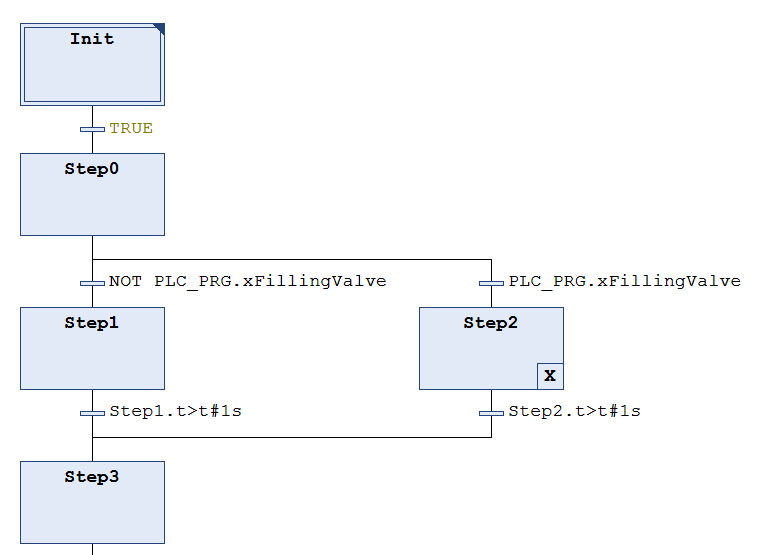 Init
TRUE
Step0
NOT PLC_PRG.xFillingValve
PLC_PRG.xFillingValve
Step1
Step2
X
Step1.t>t#1s
Step2.t>t#1s
Step3